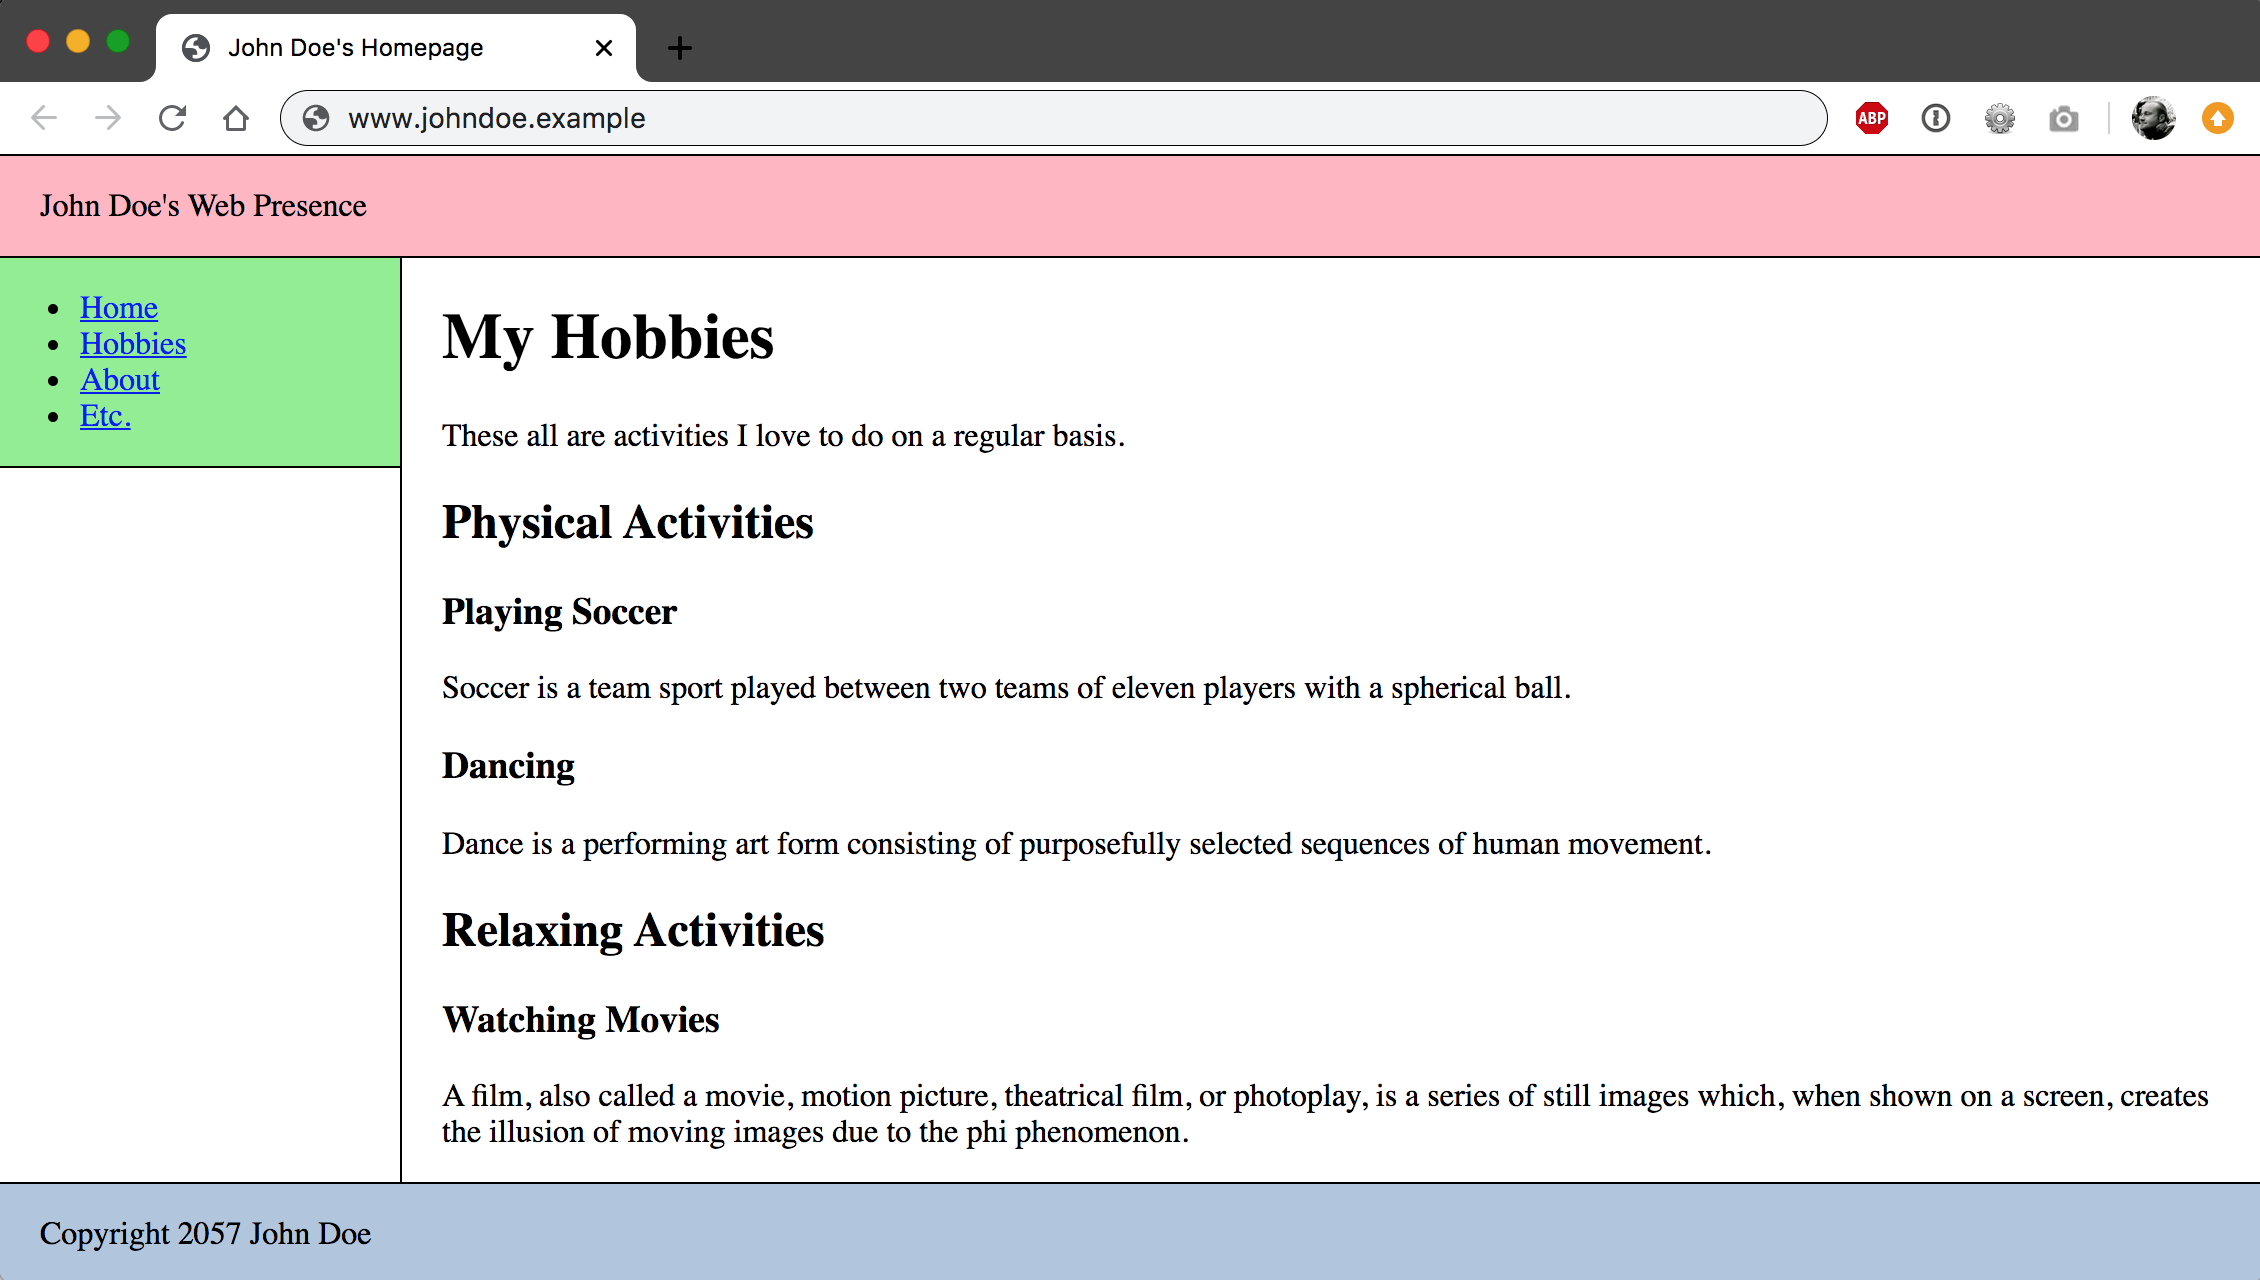 John Doe's Homepage
www.johndoe.example
ABP
John Doe's Web Presence
Home
Hobbies
About
Etc.
My Hobbies
These all are activities I love to do on a regular basis.
Physical Activities
Playing Soccer
Soccer is a team sport played between two teams of eleven players with a spherical ball.
Dancing
Dance is a performing art form consisting of purposefully selected sequences of human movement.
Relaxing Activities
Watching Movies
A film, also called a movie, motion picture, theatrical film, or photoplay, is a series of still images which, when shown on a screen, creates
the illusion of moving images due to the phi phenomenon.
Copyright 2057 John Doe